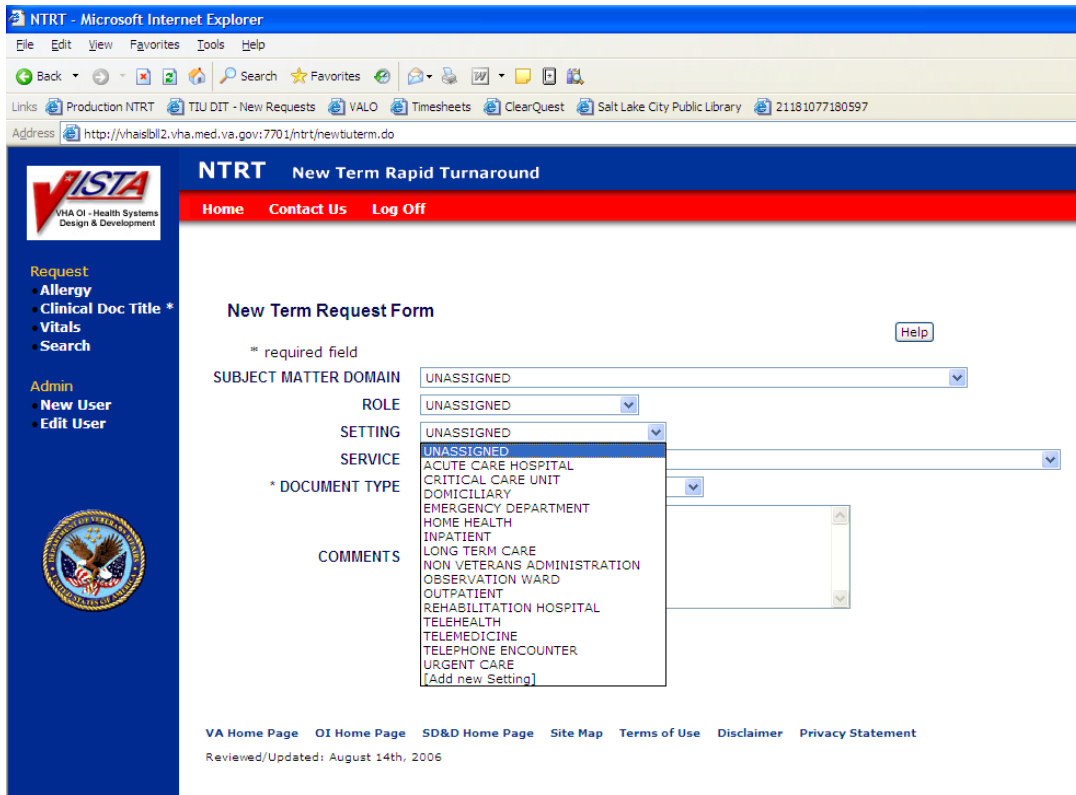 NTRT - Microsoft Internet Explorer
File Edit View Favorites Tools Help
Back Search Favorites
Links Production NTRT TIU DIT - New Requests VALO Timesheets ClearQuest Salt Lake City Public Library 21181077180597
Address http://vhaislbll2.vha.med.va.gov:7701/ntrt/newtiuterm.do
VISTA
VHA OI - Health Systems
Design & Development
NTRT New Term Rapid Turnaround
Home Contact Us Log Off
Request
Allergy
Clinical Doc Title *
Vitals
Search
Admin
New User
Edit User
New Term Request Form
Help
* required field
SUBJECT MATTER DOMAIN UNASSIGNED
ROLE UNASSIGNED
SETTING UNASSIGNED
SERVICE
* DOCUMENT TYPE
COMMENTS
UNASSIGNED
ACUTE CARE HOSPITAL
CRITICAL CARE UNIT
DOMICILIARY
EMERGENCY DEPARTMENT
HOME HEALTH
INPATIENT
LONG TERM CARE
NON VETERANS ADMINISTRATION
OBSERVATION WARD
OUTPATIENT
REHABILITATION HOSPITAL
TELEHEALTH
TELEMEDICINE
TELEPHONE ENCOUNTER
URGENT CARE
[Add new Setting]
VA Home Page OI Home Page SD&D Home Page Site Map Terms of Use Disclaimer Privacy Statement
Reviewed/Updated: August 14th, 2006